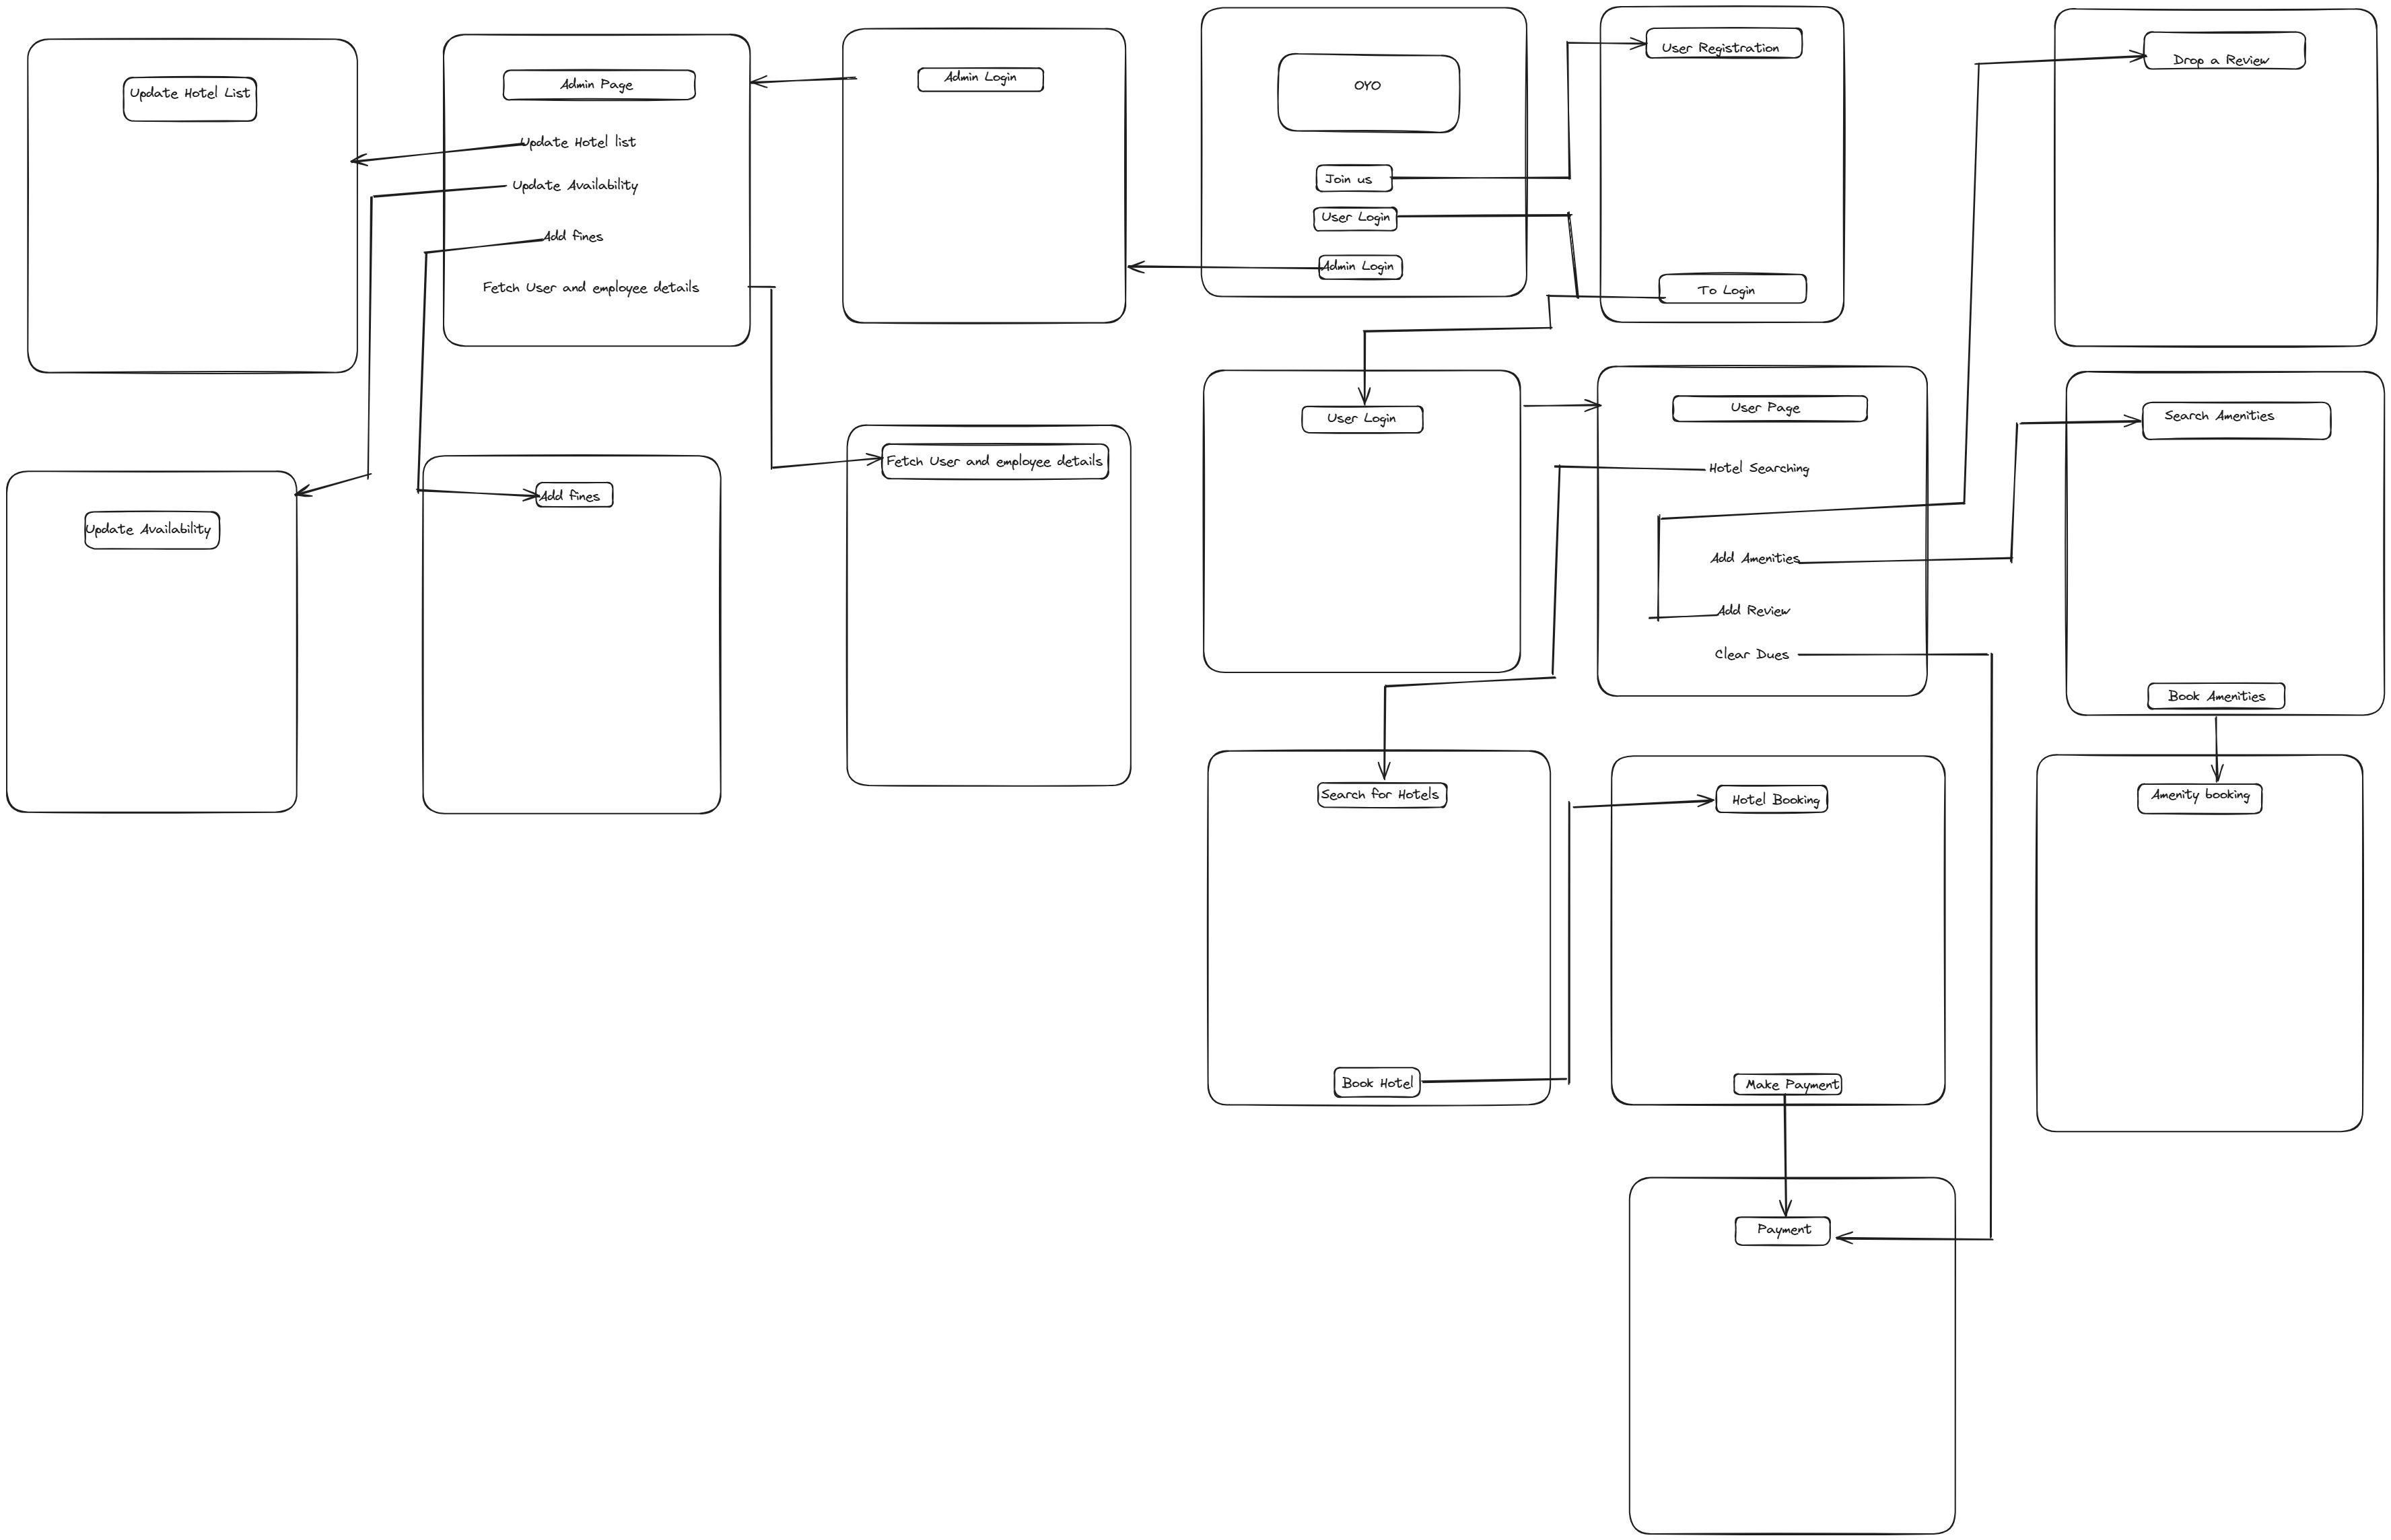 Update Hotel List
Admin Page
Update Hotel list
Update Availability
Add fines
Fetch User and employee details
Admin Login
OYO
Join us
User Login
Admin Login
User Registration
To Login
Drop a Review
Update Availability
Add fines
Fetch User and employee details
User Login
User Page
Hotel Searching
Add Amenities
Add Review
Clear Dues
Search Amenities
Book Amenities
Search for Hotels
Book Hotel
Hotel Booking
Make Payment
Amenity booking
Payment